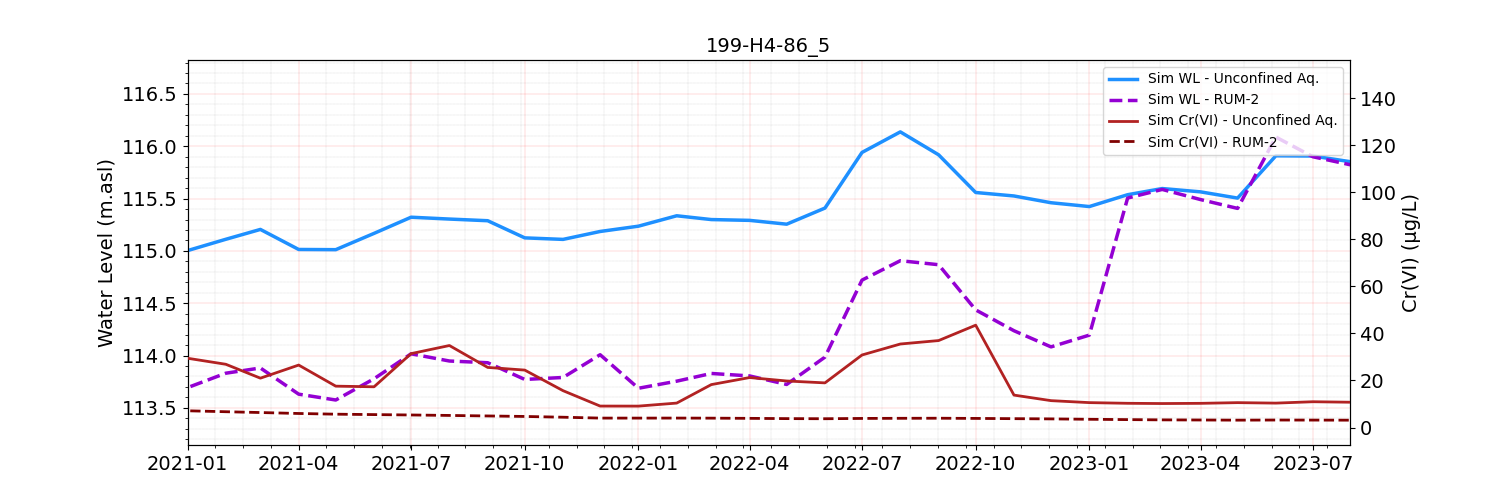 199-H4-86_5
Water Level (m.asl)
116.5
116.0
115.5
115.0
114.5
114.0
113.5
Sim WL - Unconfined Aq.
Sim WL - RUM-2
Sim Cr(VI) - Unconfined Aq.
Sim Cr(VI) - RUM-2
140
120
100
80
60
40
20
0
Cr(VI) (μg/L)
2021-01 2021-04 2021-07 2021-10 2022-01 2022-04 2022-07 2022-10 2023-01 2023-04 2023-07